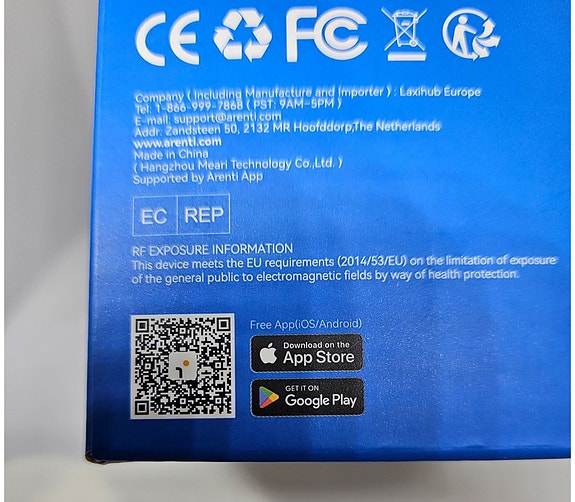 CE FC
Company ( Including Manufacture and Importer ) : Laxihub Europe
Tel: 1-866-999-7868 ( PST: 9AM-5PM )
E-mail: support@arenti.com
Addr: Zandsteen 50, 2132 MR Hoofddorp,The Netherlands
www.arenti.com
Made in China
( Hangzhou Meari Technology Co.,Ltd. )
Supported by Arenti App
EC REP
RF EXPOSURE INFORMATION
This device meets the EU requirements (2014/53/EU) on the limitation of exposure
of the general public to electromagnetic fields by way of health protection.
Free App(iOS/Android)
Download on the
App Store
GET IT ON
Google Play